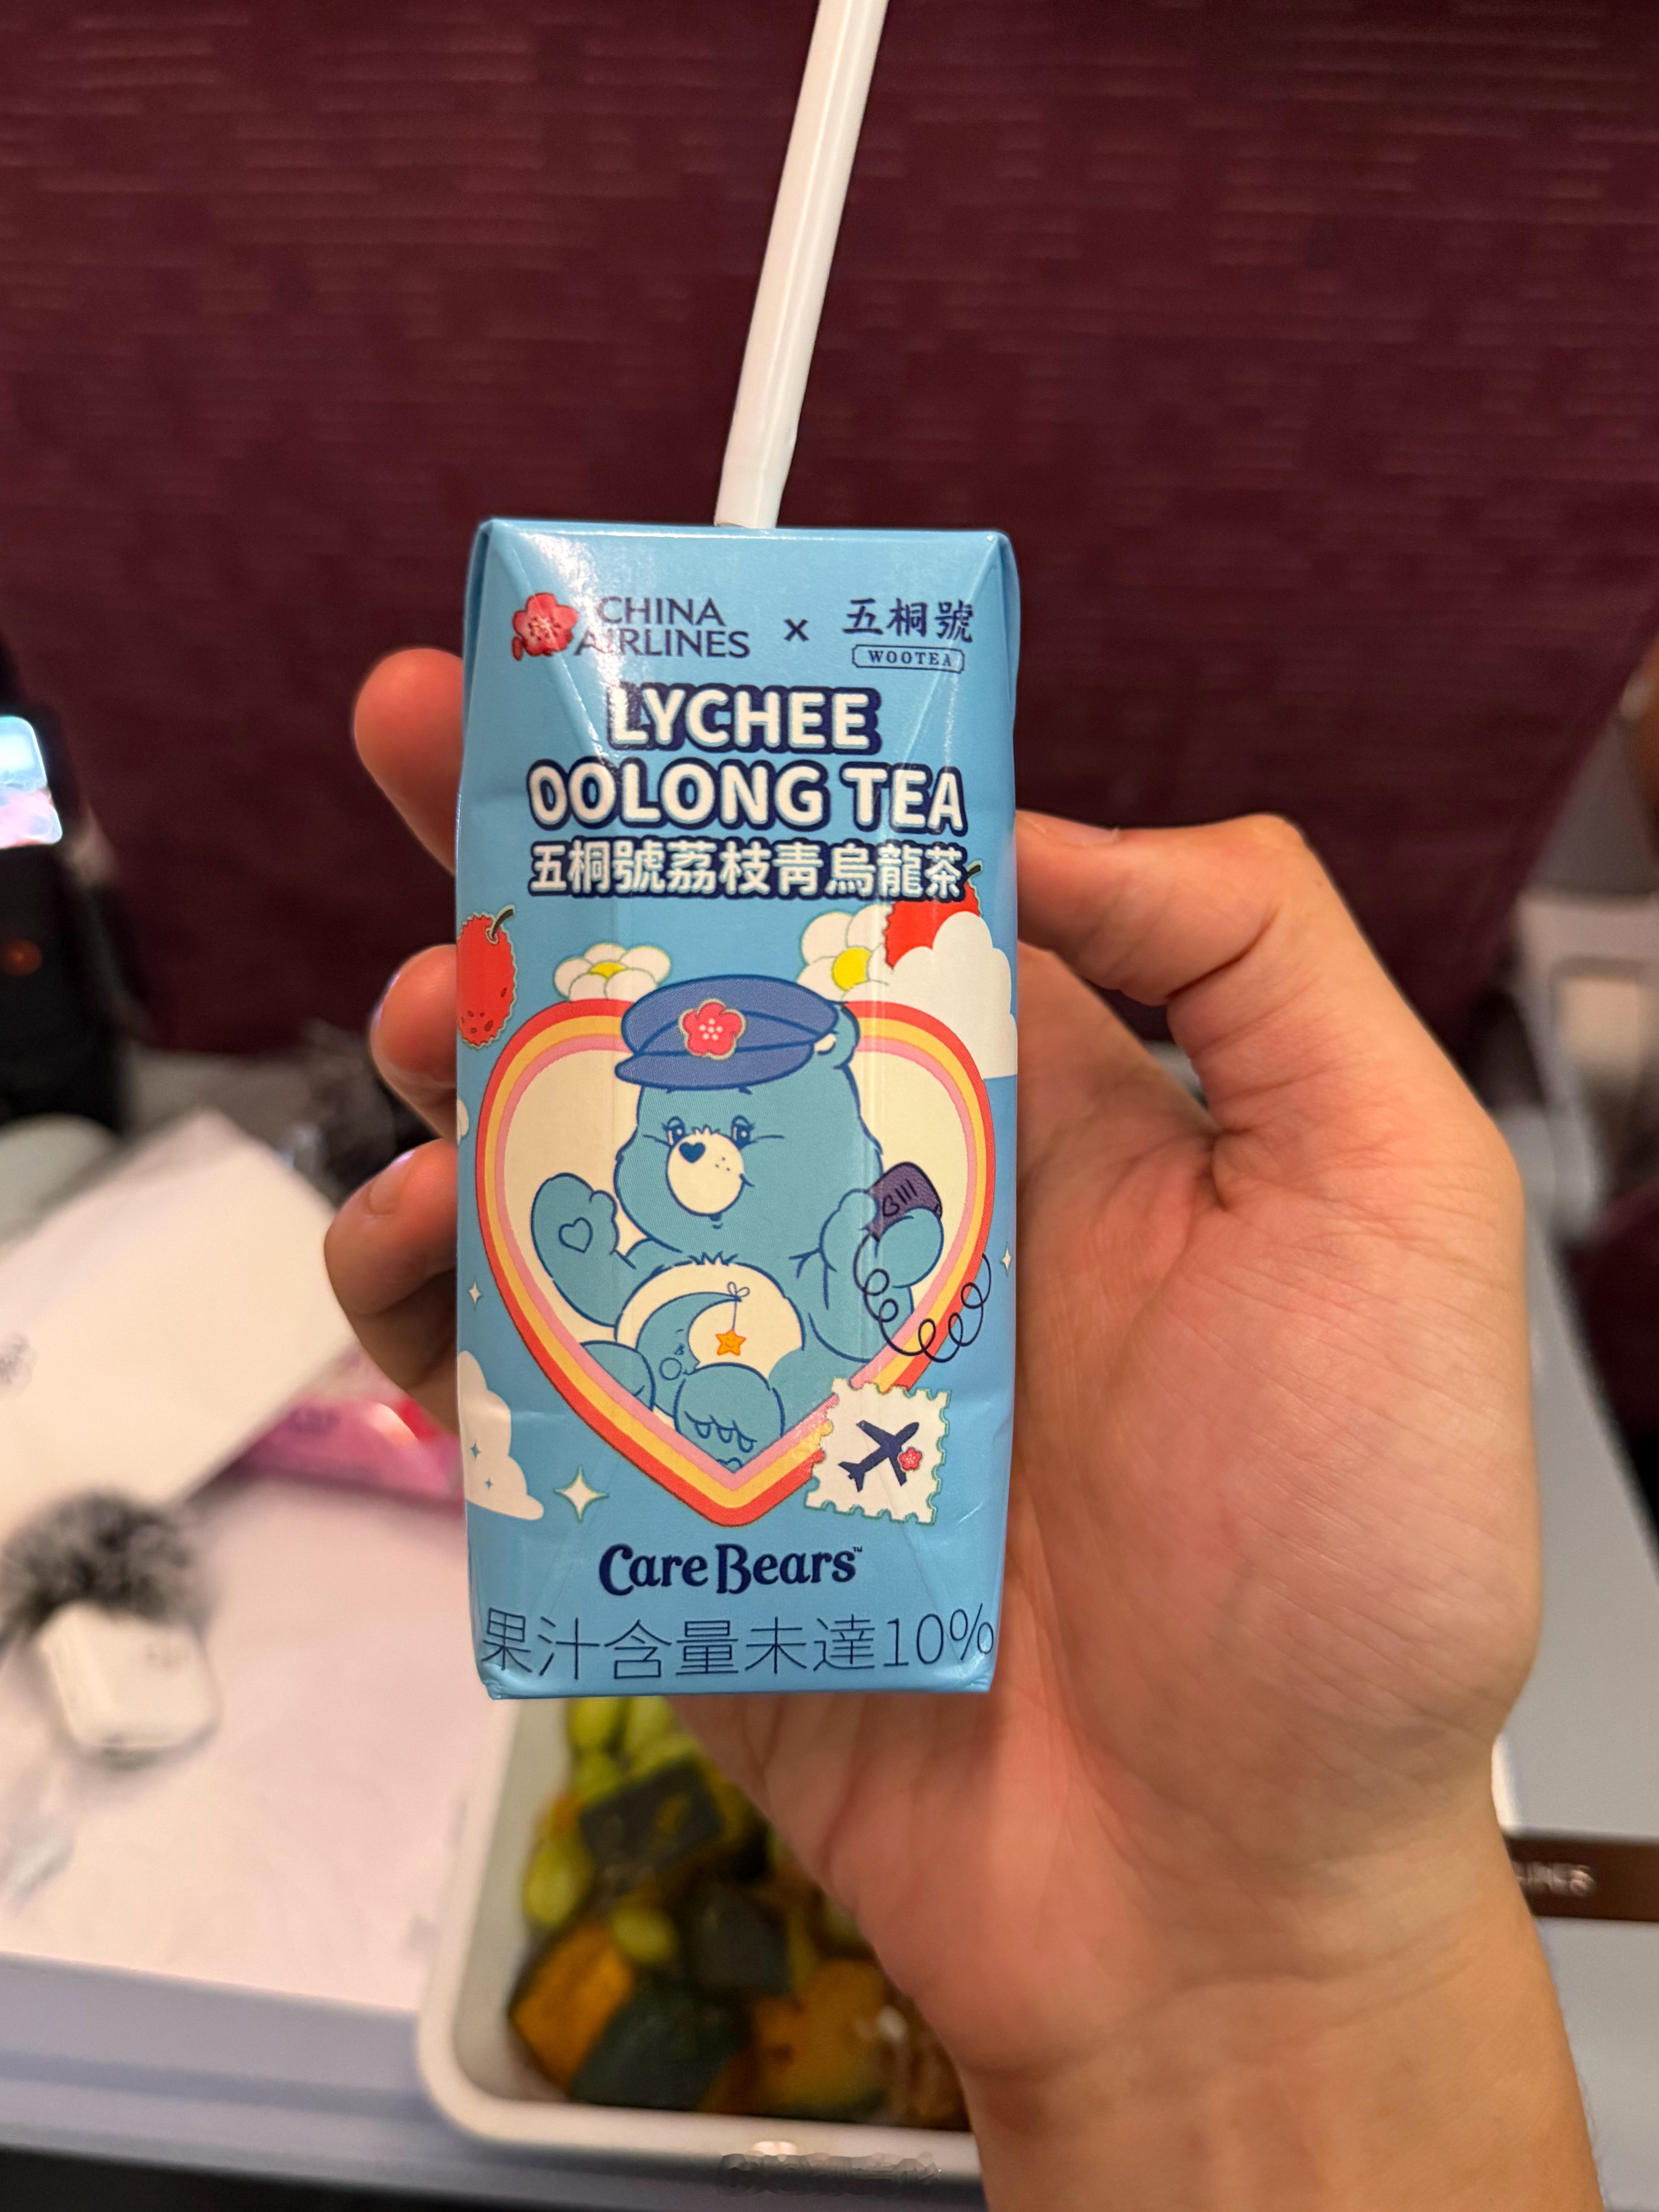 CHINA AIRLINES x 五桐號
WOOTEA
LYCHEE
OOLONG TEA
五桐號荔枝青烏龍茶
Care Bears™
果汁含量未達10%